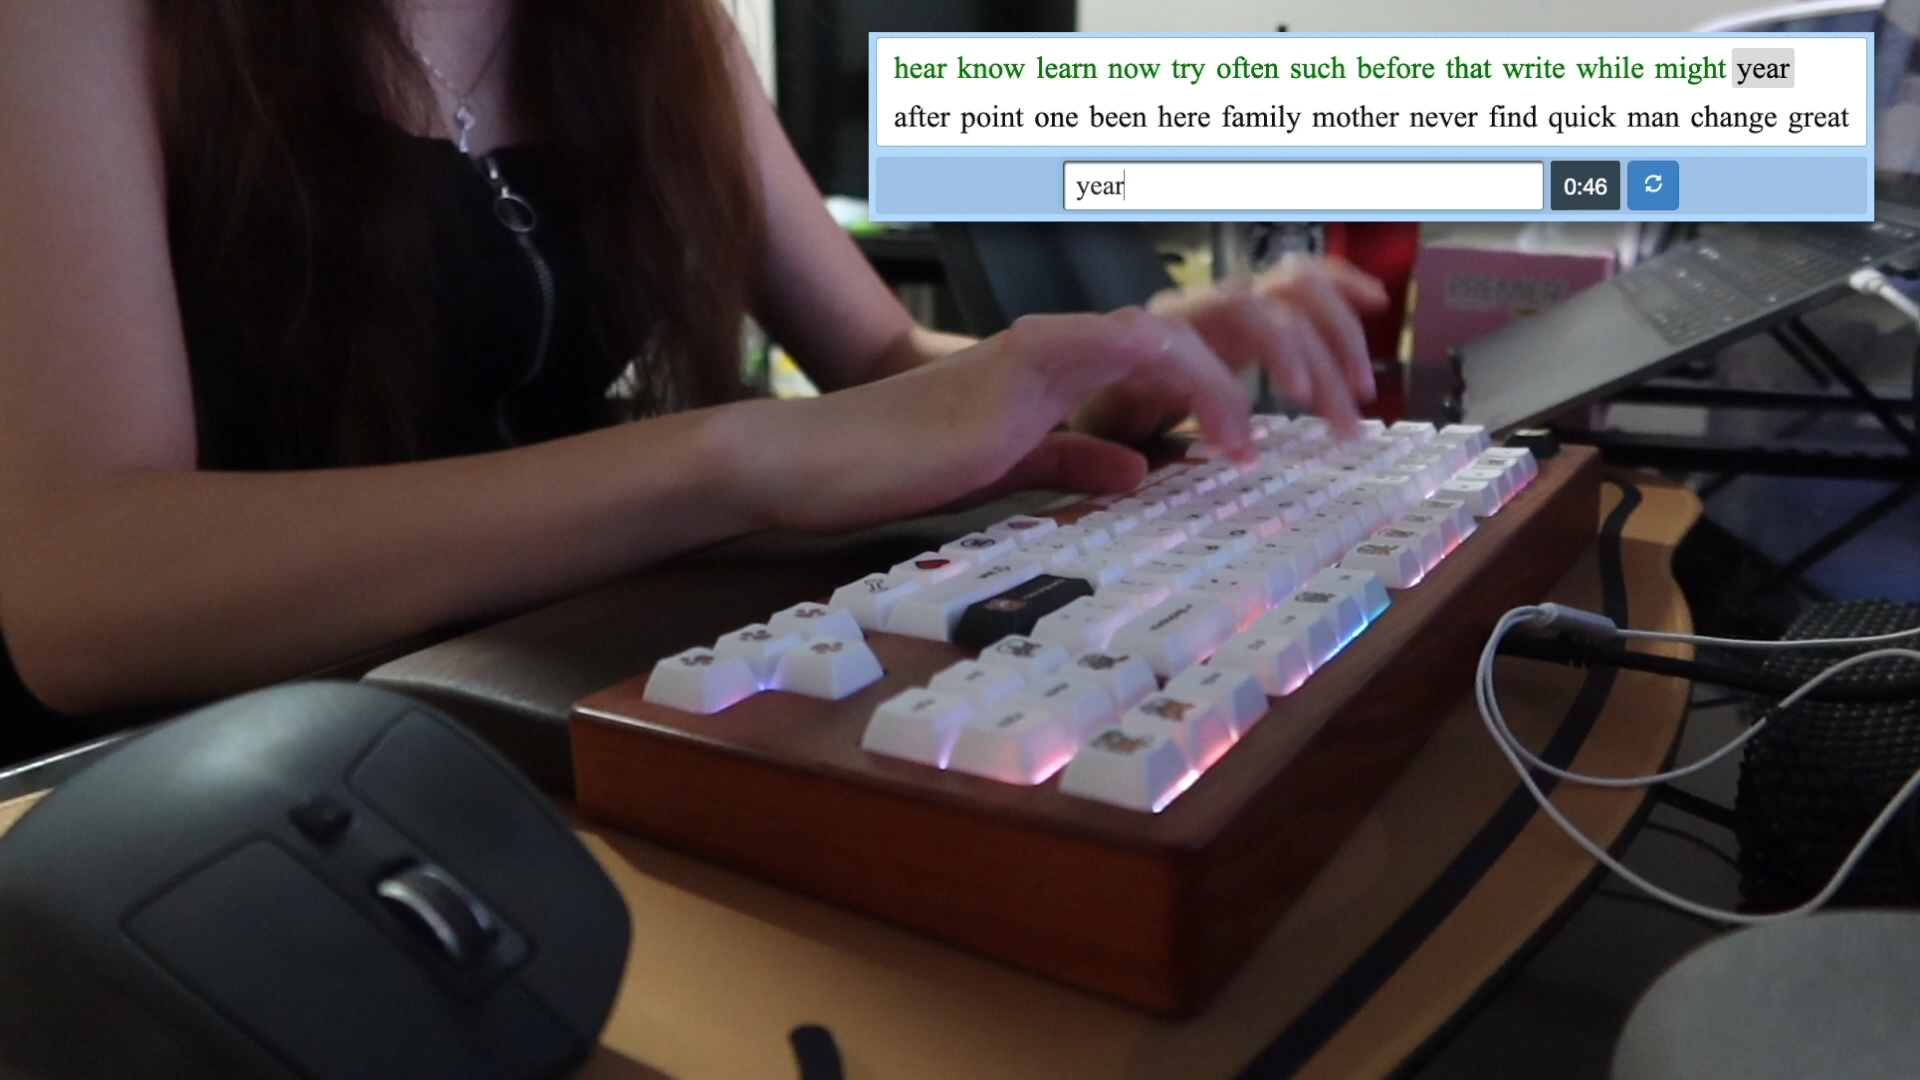 hear know learn now try often such before that write while might year
after point one been here family mother never find quick man change great
year
0:46
PREMIER